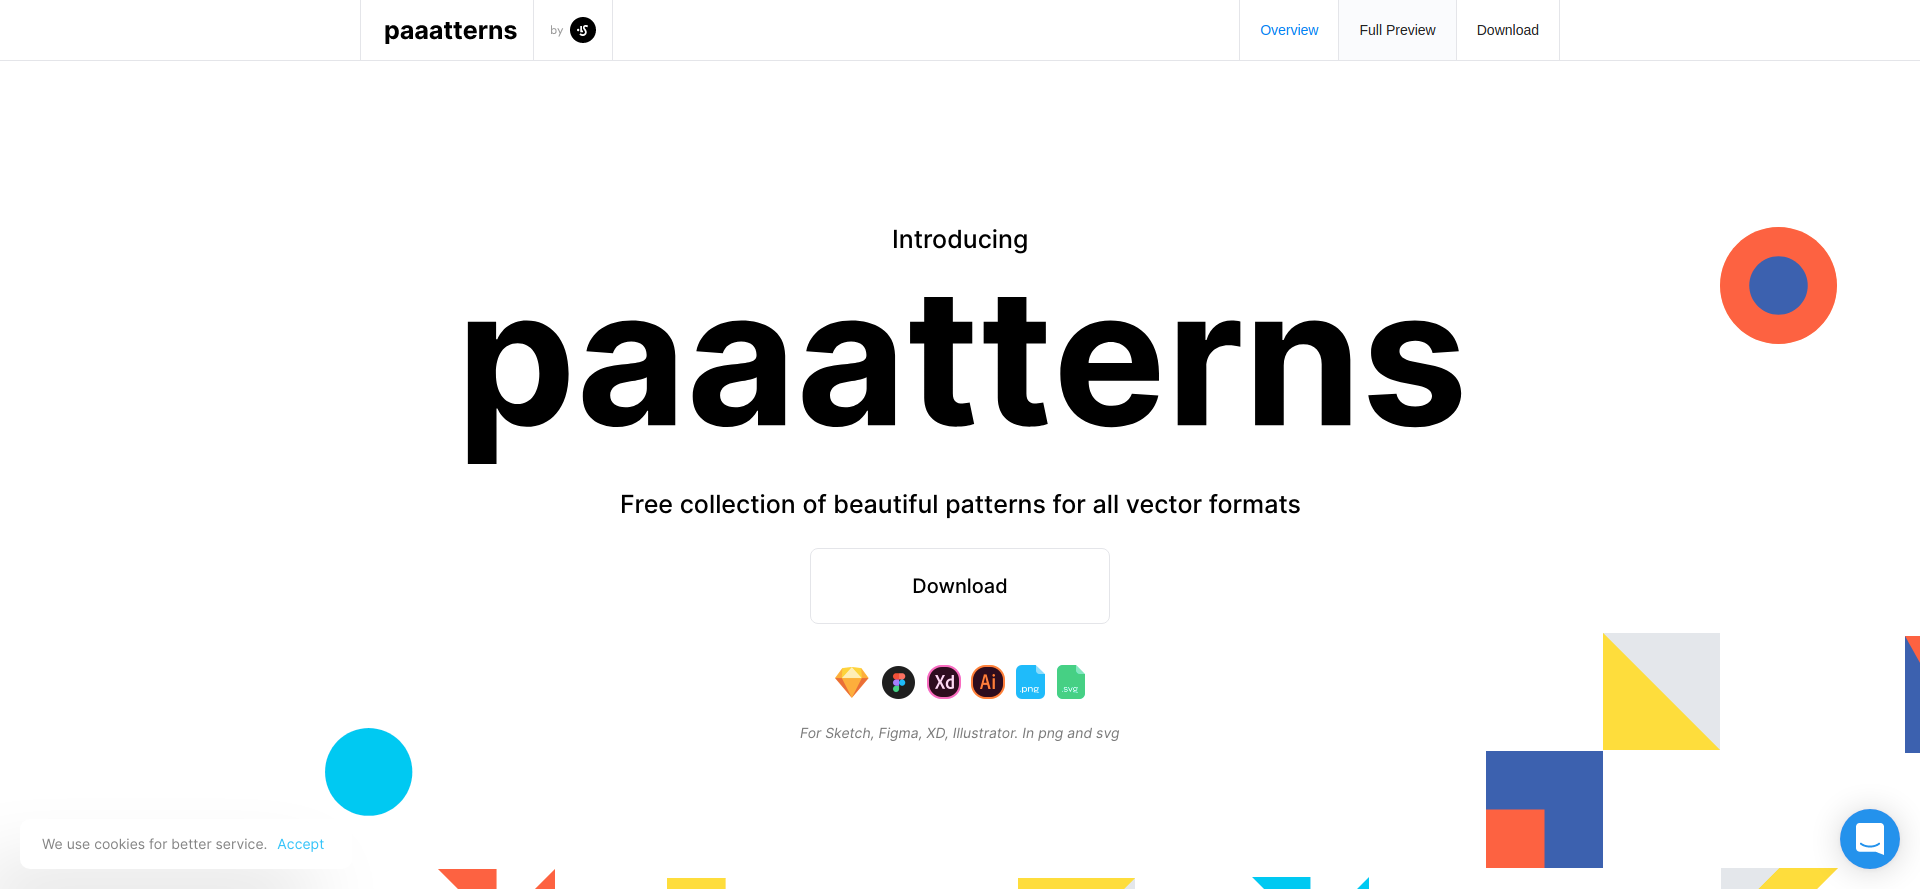 paaatterns
by
Overview
Full Preview
Download
Introducing
paaatterns
Free collection of beautiful patterns for all vector formats
Download
Xd
Ai
.png
.svg
For Sketch, Figma, XD, Illustrator. In png and svg
We use cookies for better service. Accept